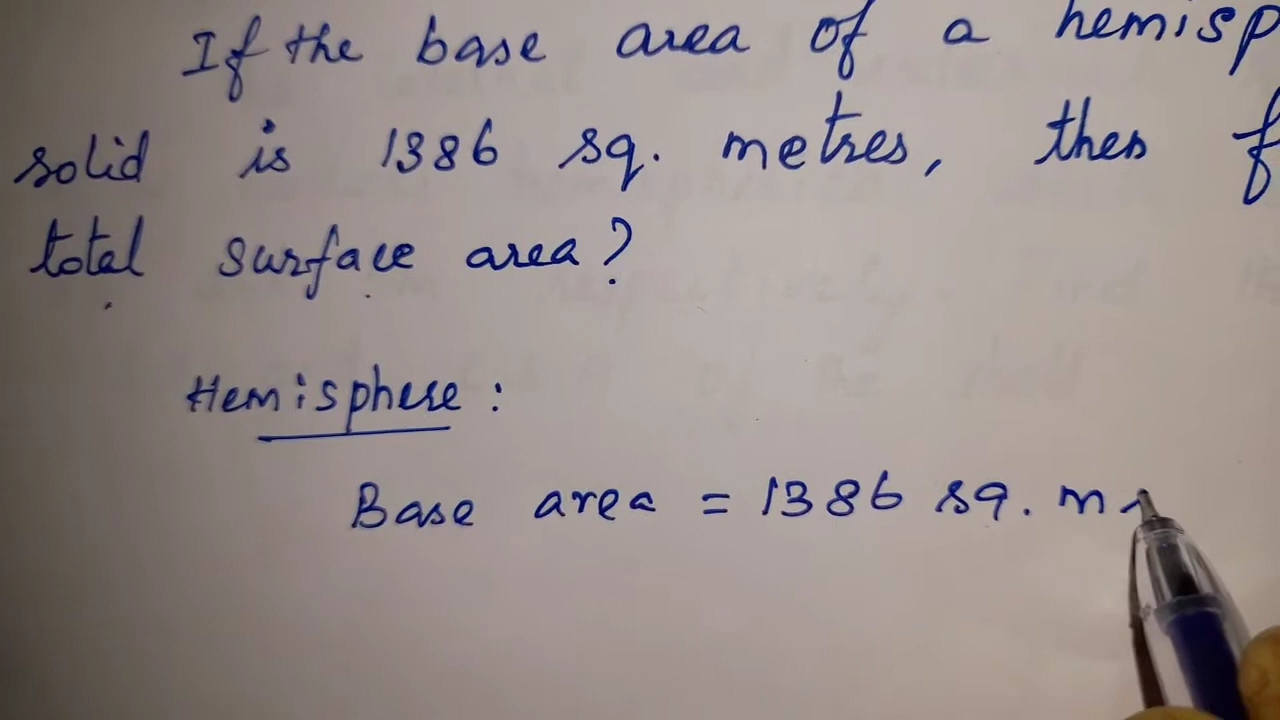 If the base area of a hemisp
solid is 1386 sq. metres, then f
total surface area?
Hemisphere:
Base area = 1386 sq. m